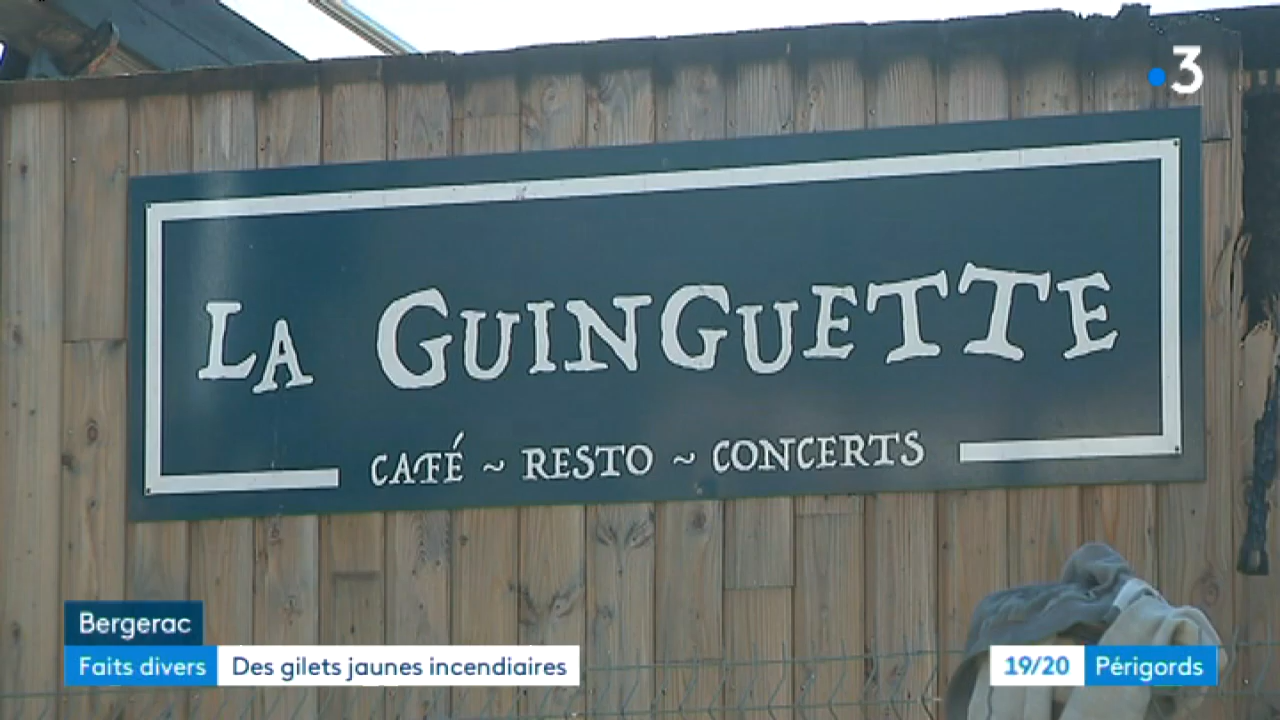 3
LA GUINGUETTE
CAFÉ ~ RESTO ~ CONCERTS
Bergerac
Faits divers Des gilets jaunes incendiaires
19/20 Périgords